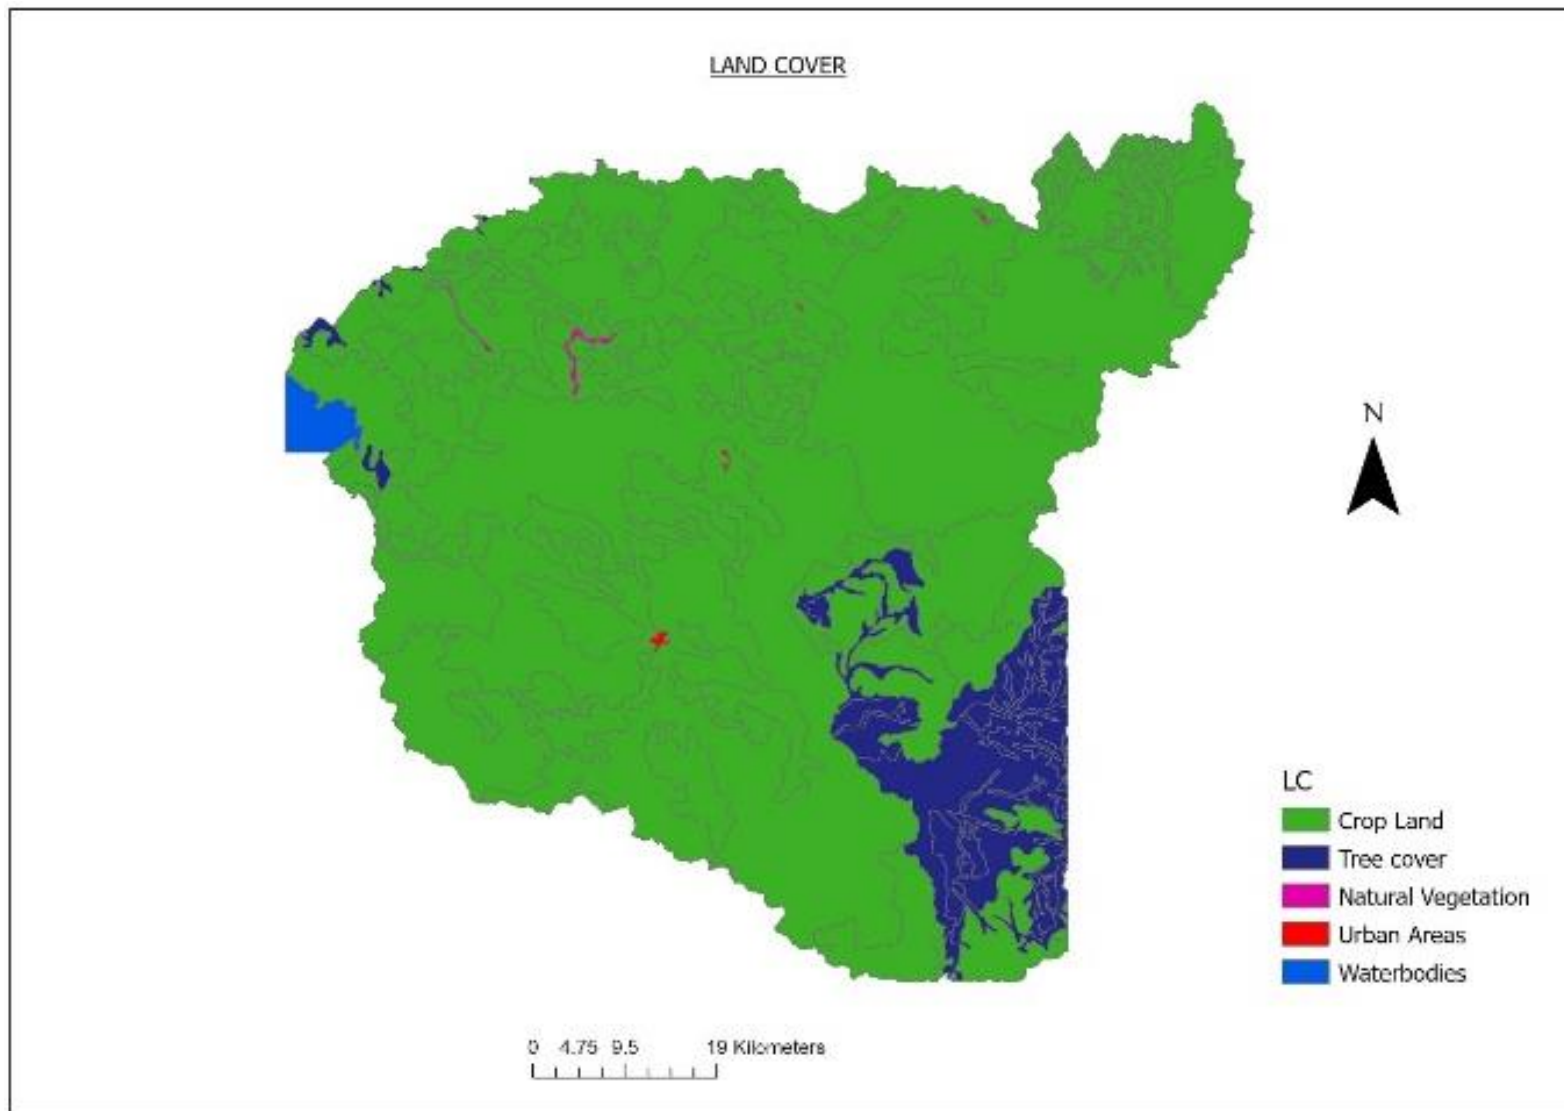 LAND COVER
N
LC
Crop Land
Tree cover
Natural Vegetation
Urban Areas
Waterbodies
0 4.75 9.5 19 Kilometers